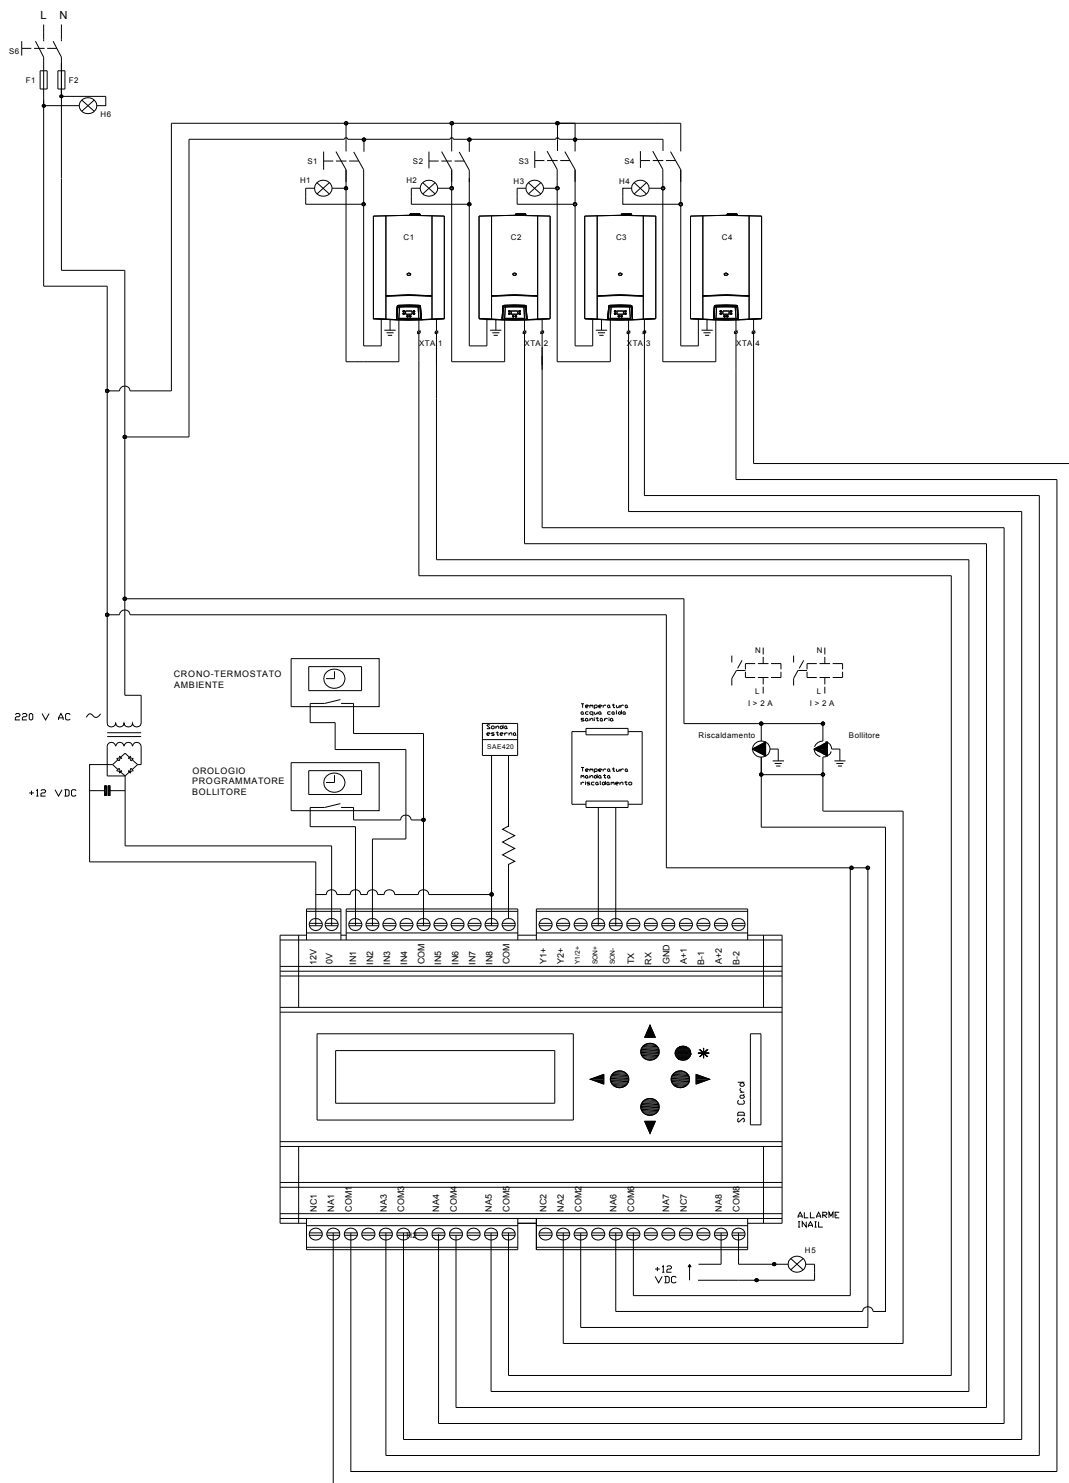 L N
S6
F1 F2
H6
S1 S2 S3 S4
H1 H2 H3 H4
C1 C2 C3 C4
XTA 1 XTA 2 XTA 3 XTA 4
CRONO-TERMOSTATO
AMBIENTE
220 V AC
+12 VDC
OROLOGIO
PROGRAMMATORE
BOLLITORE
Sonda
esterna
SAE420
Temperatura
acqua calda
sanitaria
Temperatura
mandata
riscaldamento
I N I N
L L
I > 2 A I > 2 A
Riscaldamento Bollitore
12V 0V IN1 IN2 IN3 IN4 COM IN5 IN6 IN7 IN8 COM Y1+ Y2+ Y1/2+ SON+ SON- TX RX GND A+1 B-1 A+2 B-2
SD Card
NC1 NA1 COM1 NA3 COM3 NA4 COM4 NA5 COM5 NC2 NA2 COM2 NA6 COM6 NA7 NC7 NA8 COM8
ALLARME
INAIL
H5
+12
VDC